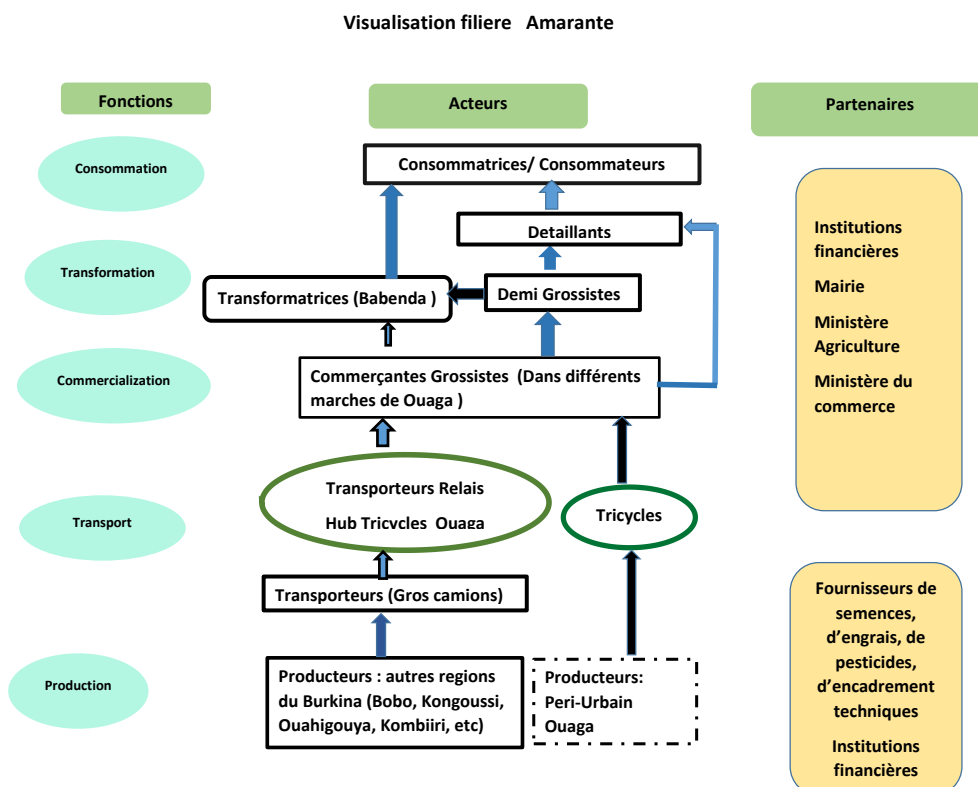 Visualisation filiere Amarante
Fonctions
Acteurs
Partenaires
Consommation
Consommatrices/ Consommateurs
Detaillants
Transformation
Transformatrices (Babenda )
Demi Grossistes
Commercialization
Commerçantes Grossistes (Dans différents
marches de Ouaga )
Transport
Transporteurs Relais
Hub Tricycles Ouaga
Tricycles
Transporteurs (Gros camions)
Production
Producteurs : autres regions
du Burkina (Bobo, Kongoussi,
Ouahigouya, Kombiiri, etc)
Producteurs:
Peri-Urbain
Ouaga
Institutions
financières
Mairie
Ministère
Agriculture
Ministère du
commerce
Fournisseurs de
semences,
d'engrais, de
pesticides,
d'encadrement
techniques
Institutions
financières